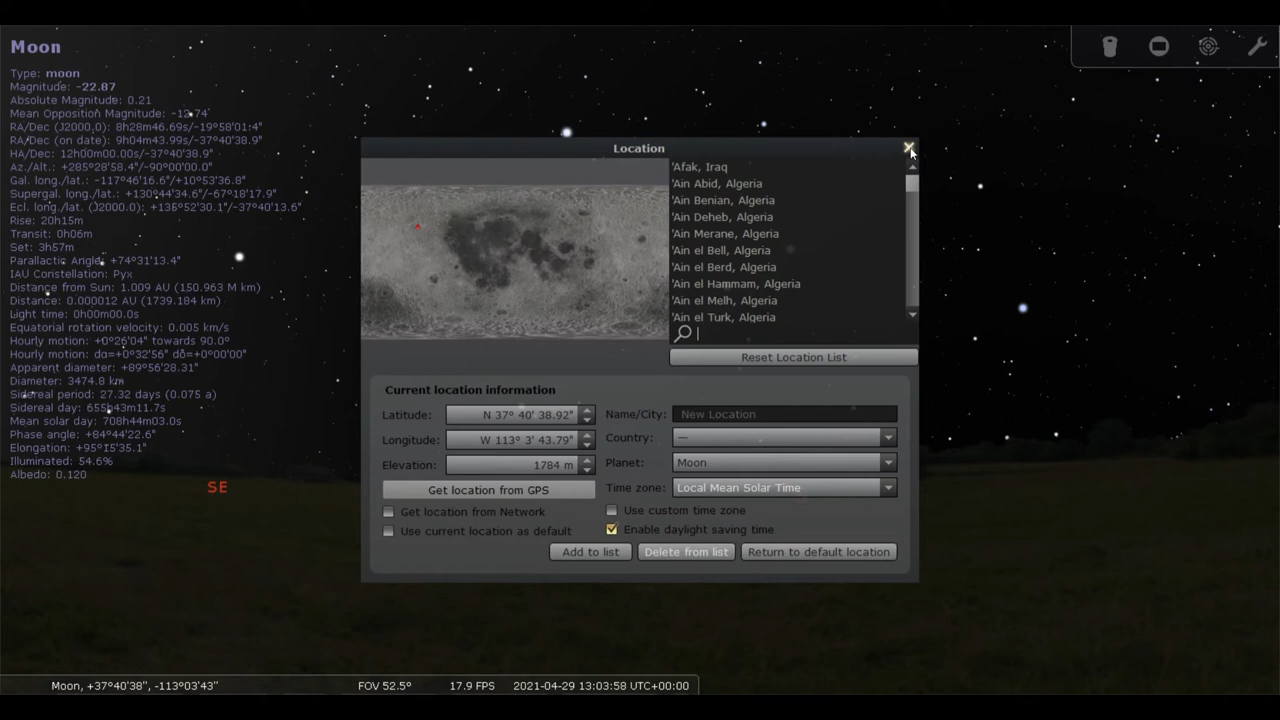 Moon
Type: moon
Magnitude: -22.87
Absolute Magnitude: 0.21
Mean Opposition Magnitude: -12.74
RA/Dec (J2000.0): 8h28m46.69s/-19°58'01.4"
RA/Dec (on date): 9h04m43.99s/-37°40'38.9"
HA/Dec: 12h00m00.00s/-37°40'38.9"
Az./Alt.: +285°28'58.4"/-90°00'00.0"
Gal. long./lat.: -117°46'16.6"/+10°53'36.8"
Supergal. long./lat.: +130°44'34.6"/-67°18'17.9"
Ecl. long./lat. (J2000.0): +135°52'30.1"/-37°40'13.6"
Rise: 20h15m
Transit: 0h06m
Set: 3h57m
Parallactic Angle: +74°31'13.4"
IAU Constellation: Pyx
Distance from Sun: 1.009 AU (150.963 M km)
Distance: 0.000012 AU (1739.184 km)
Light time: 0h00m00.0s
Equatorial rotation velocity: 0.005 km/s
Hourly motion: +0°26'04" towards 90.0°
Hourly motion: dα=+0°32'56" dδ=+0°00'00"
Apparent diameter: +89°56'28.31"
Diameter: 3474.8 km
Sidereal period: 27.32 days (0.075 a)
Sidereal day: 655h43m11.7s
Mean solar day: 708h44m03.0s
Phase angle: +84°44'22.6"
Elongation: +95°15'35.1"
Illuminated: 54.6%
Albedo: 0.120
SE
Location
'Afak, Iraq
'Ain Abid, Algeria
'Ain Benian, Algeria
'Ain Deheb, Algeria
'Ain Merane, Algeria
'Ain el Bell, Algeria
'Ain el Berd, Algeria
'Ain el Hammam, Algeria
'Ain el Melh, Algeria
'Ain el Turk, Algeria
Reset Location List
Current location information
Latitude: N 37° 40' 38.92"
Longitude: W 113° 3' 43.79"
Elevation: 1784 m
Get location from GPS
Get location from Network
Use current location as default
Name/City: New Location
Country: —
Planet: Moon
Time zone: Local Mean Solar Time
Use custom time zone
Enable daylight saving time
Add to list
Delete from list
Return to default location
Moon, +37°40'38", -113°03'43"
FOV 52.5°
17.9 FPS
2021-04-29 13:03:58 UTC+00:00